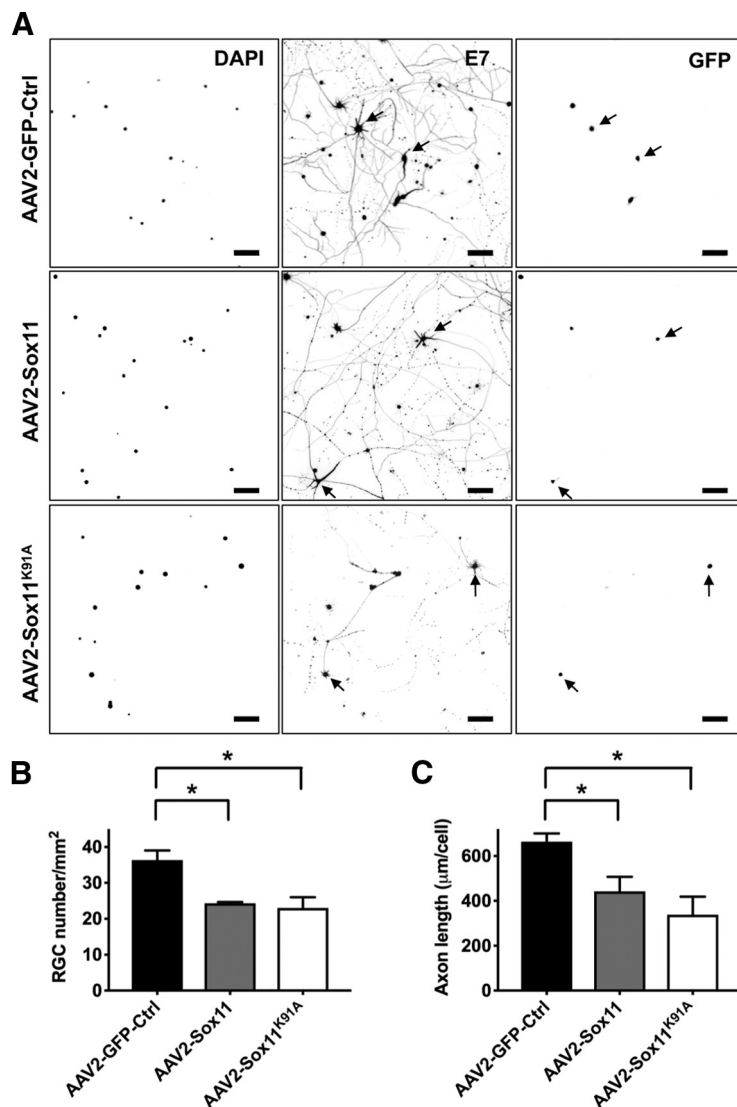 A
DAPI
E7
GFP
AAV2-GFP-Ctrl
AAV2-Sox11
AAV2-Sox11ᴷ⁹¹ᴬ
B
*
*
RGC number/mm²
40
30
20
10
0
AAV2-GFP-Ctrl
AAV2-Sox11
AAV2-Sox11ᴷ⁹¹ᴬ
C
*
*
Axon length (μm/cell)
600
400
200
0
AAV2-GFP-Ctrl
AAV2-Sox11
AAV2-Sox11ᴷ⁹¹ᴬ